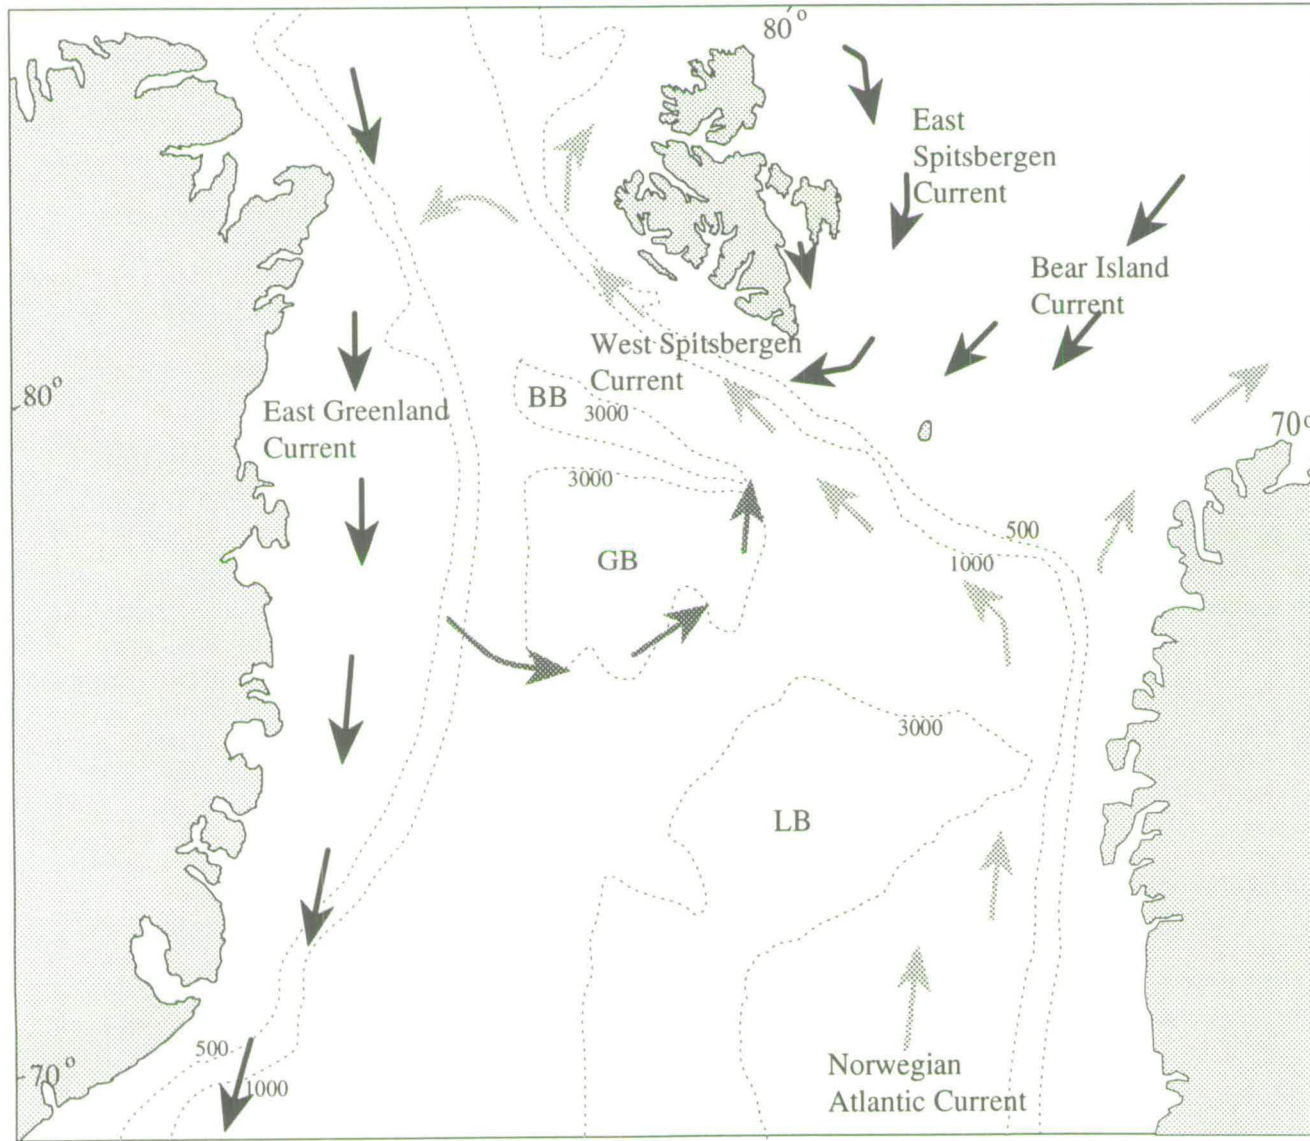 80°
East
Spitsbergen
Current
Bear Island
Current
West Spitsbergen
Current
80°
BB
3000
East Greenland
Current
70°
3000
500
GB
1000
3000
LB
500
Norwegian
Atlantic Current
70°
1000